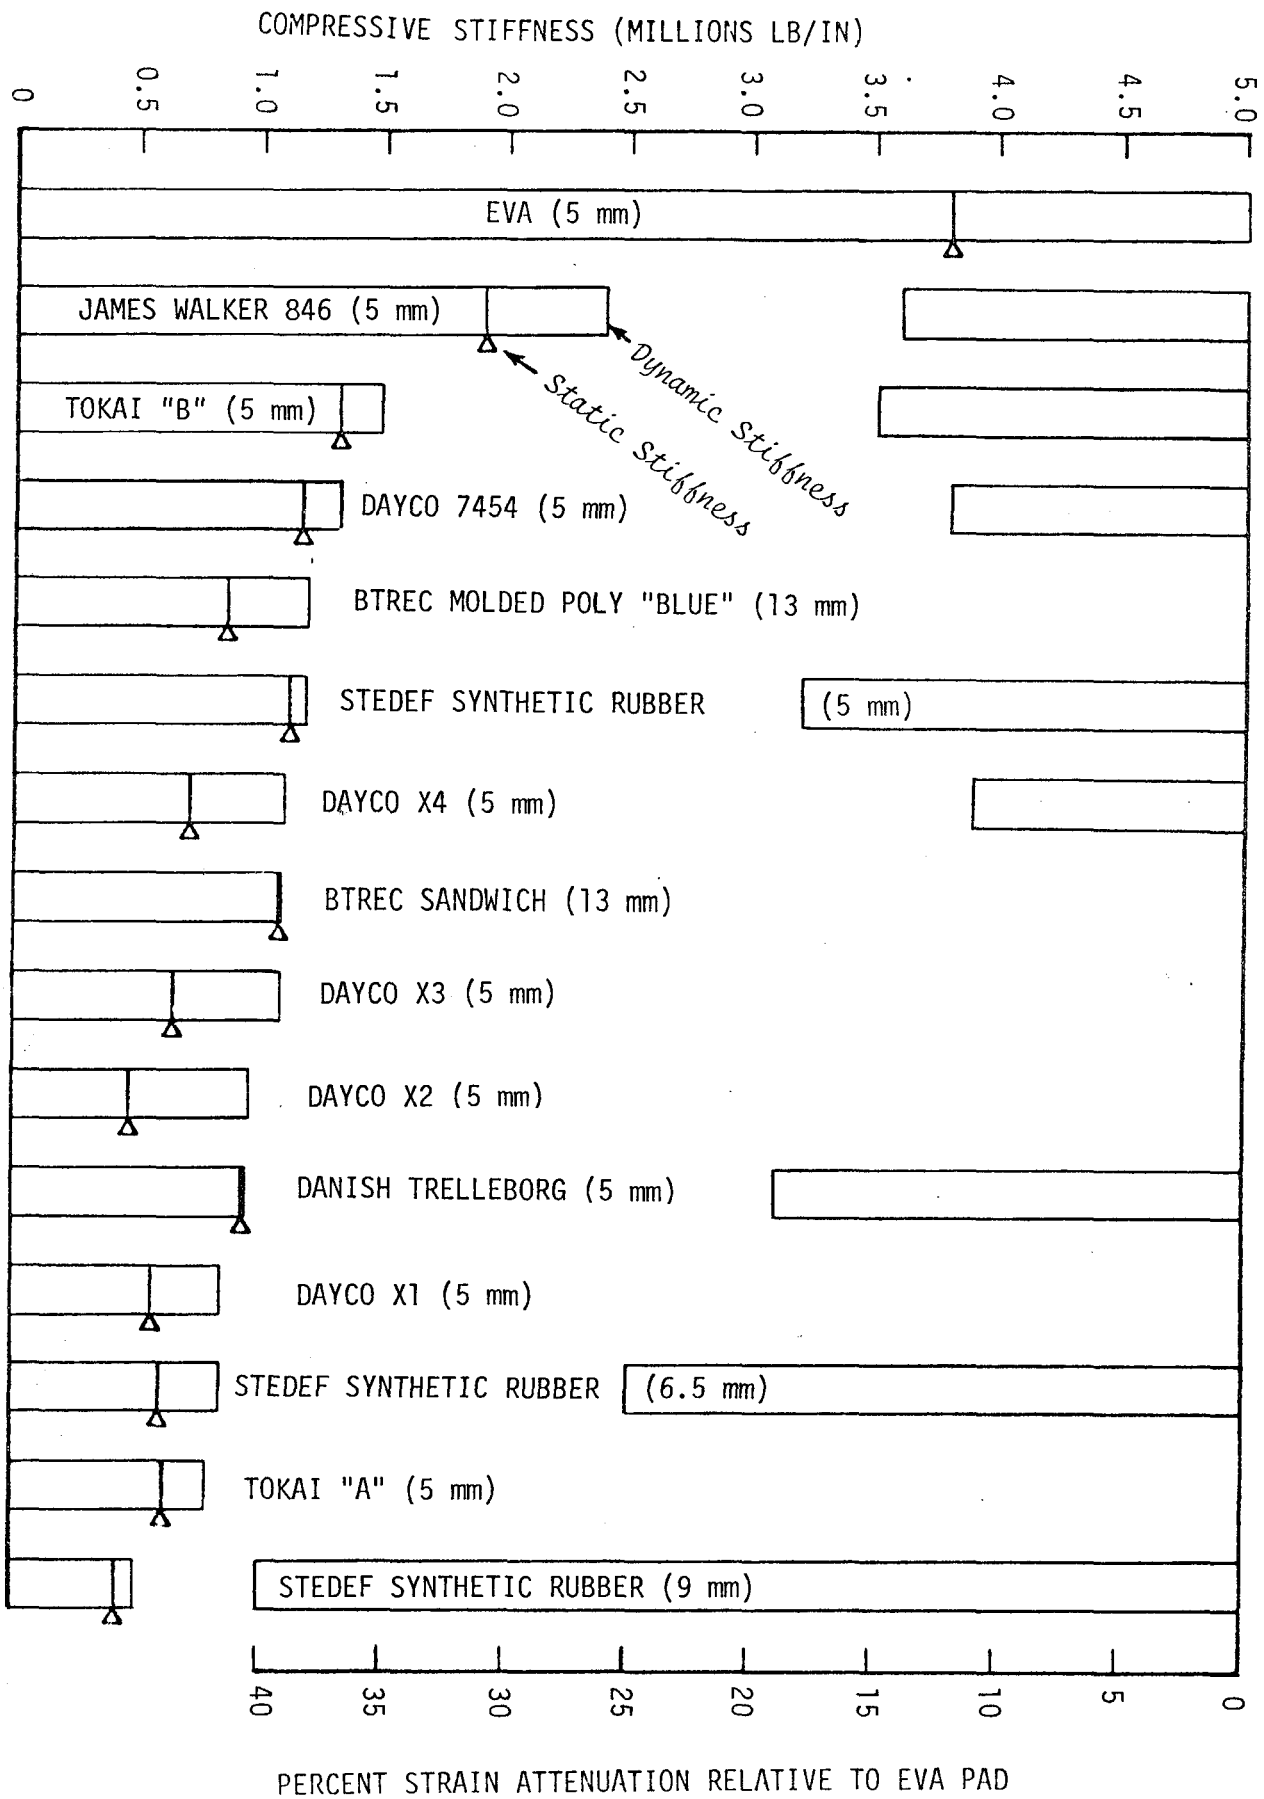 COMPRESSIVE STIFFNESS (MILLIONS LB/IN)
0 0.5 1.0 1.5 2.0 2.5 3.0 3.5 4.0 4.5 5.0
EVA (5 mm)
JAMES WALKER 846 (5 mm)
Dynamic Stiffness
Static Stiffness
TOKAI "B" (5 mm)
DAYCO 7454 (5 mm)
BTREC MOLDED POLY "BLUE" (13 mm)
STEDEF SYNTHETIC RUBBER (5 mm)
DAYCO X4 (5 mm)
BTREC SANDWICH (13 mm)
DAYCO X3 (5 mm)
DAYCO X2 (5 mm)
DANISH TRELLEBORG (5 mm)
DAYCO X1 (5 mm)
STEDEF SYNTHETIC RUBBER (6.5 mm)
TOKAI "A" (5 mm)
STEDEF SYNTHETIC RUBBER (9 mm)
40 35 30 25 20 15 10 5 0
PERCENT STRAIN ATTENUATION RELATIVE TO EVA PAD